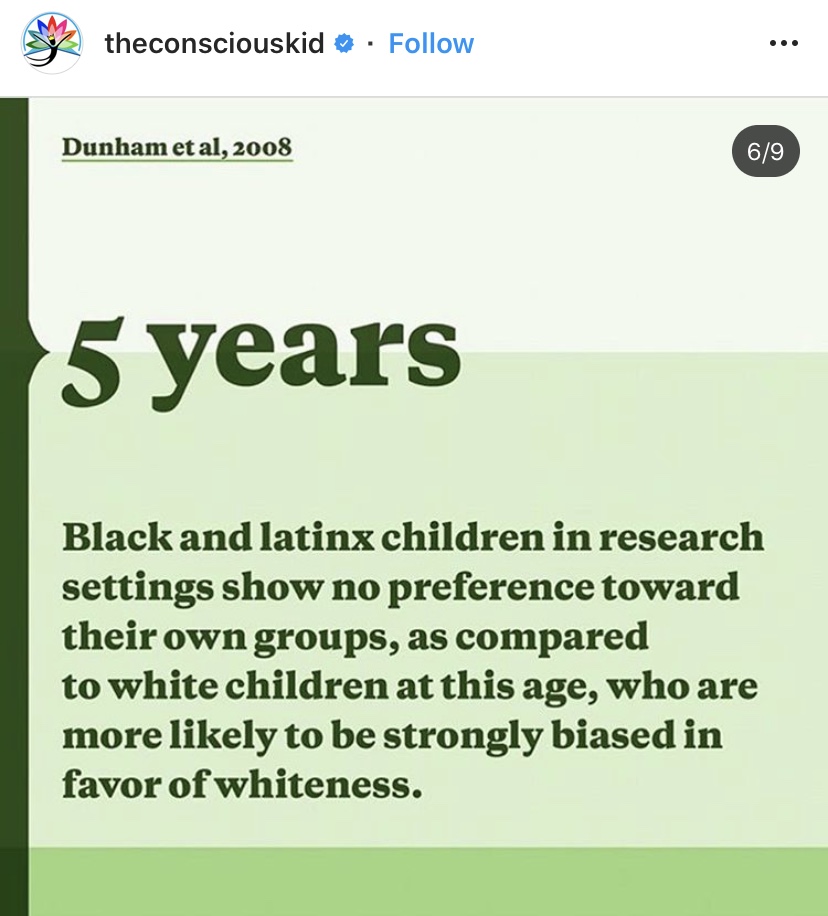 theconsciouskid · Follow
Dunham et al, 2008
6/9
5 years
Black and latinx children in research
settings show no preference toward
their own groups, as compared
to white children at this age, who are
more likely to be strongly biased in
favor of whiteness.